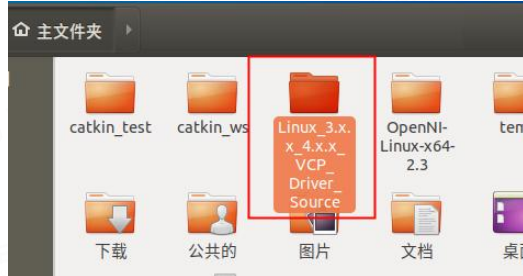 主文件夹
catkin_test
catkin_ws
Linux_3.x.
x_4.x.x_
VCP_
Driver_
Source
OpenNI-
Linux-x64-
2.3
下载
公共的
图片
文档